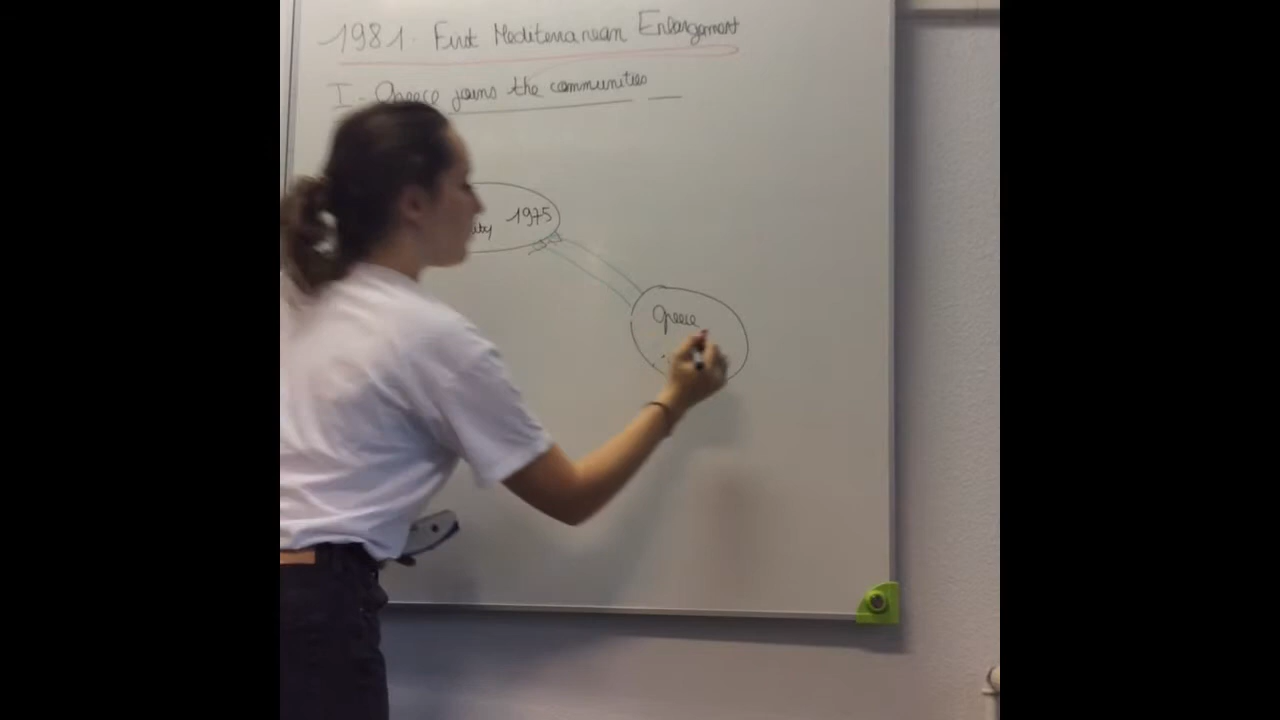 1981 - First Mediterranean Enlargement
I - Greece joins the communities
1975
Greece